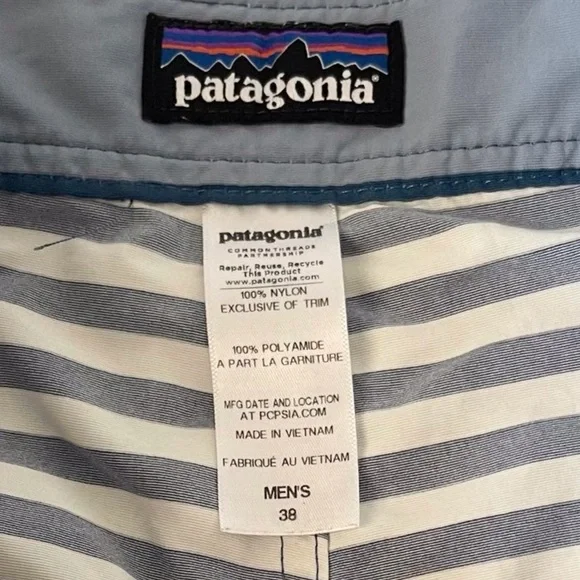 patagonia®
patagonia®
COMMON THREADS
PARTNERSHIP
Repair, Reuse, Recycle
This Product
www.patagonia.com
100% NYLON
EXCLUSIVE OF TRIM
100% POLYAMIDE
A PART LA GARNITURE
MFG DATE AND LOCATION
AT PCPSIA.COM
MADE IN VIETNAM
FABRIQUÉ AU VIETNAM
MEN'S
38